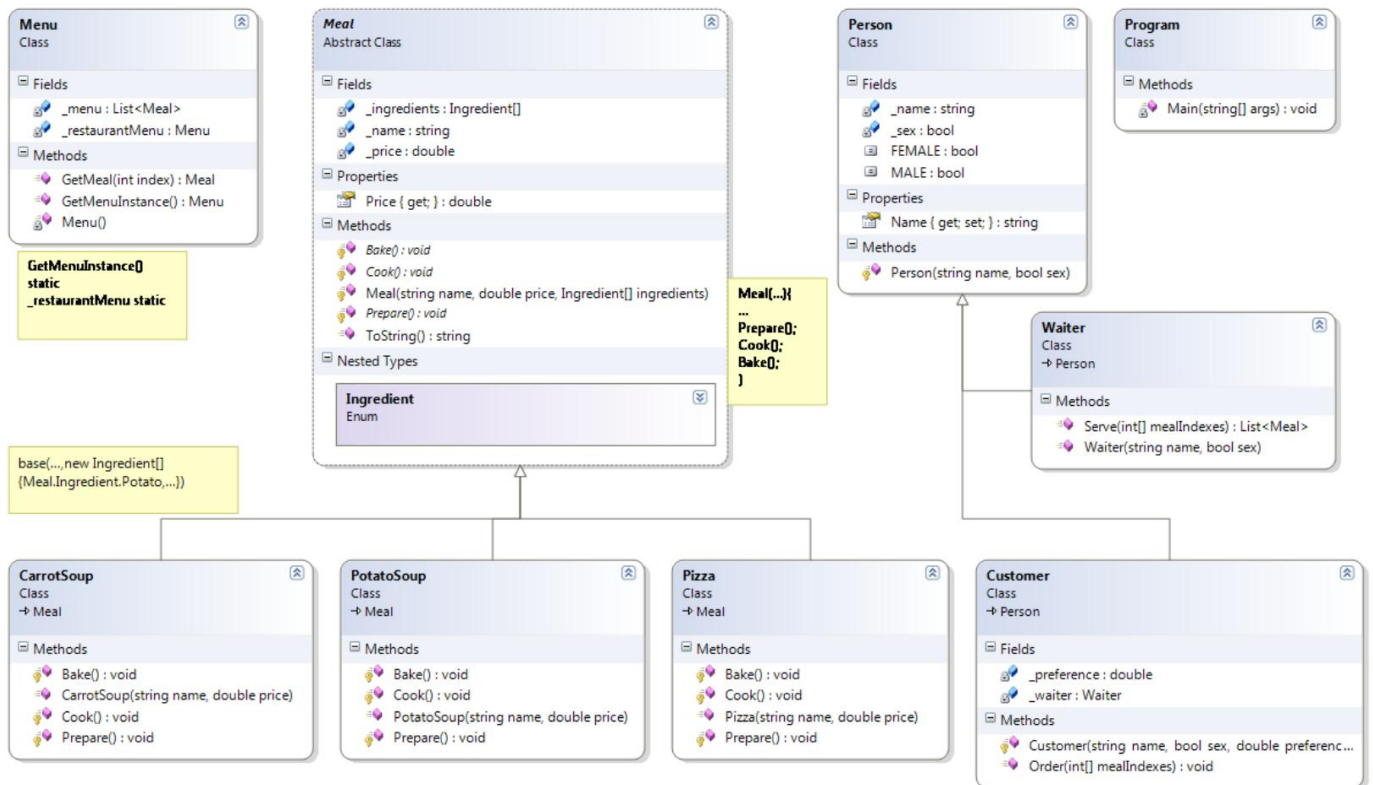 Menu
Class
Fields
_menu : List<Meal>
_restaurantMenu : Menu
Methods
GetMeal(int index) : Meal
GetMenuInstance() : Menu
Menu()
GetMenuInstance()
static
_restaurantMenu static
Meal
Abstract Class
Fields
_ingredients : Ingredient[]
_name : string
_price : double
Properties
Price { get; } : double
Methods
Bake() : void
Cook() : void
Meal(string name, double price, Ingredient[] ingredients)
Prepare() : void
ToString() : string
Nested Types
Ingredient
Enum
Meal(...){
...
Prepare();
Cook();
Bake();
}
Person
Class
Fields
_name : string
_sex : bool
FEMALE : bool
MALE : bool
Properties
Name { get; set; } : string
Methods
Person(string name, bool sex)
Program
Class
Methods
Main(string[] args) : void
Waiter
Class
Person
Methods
Serve(int[] mealIndexes) : List<Meal>
Waiter(string name, bool sex)
base(...,new Ingredient[]
{Meal.Ingredient.Potato,...})
CarrotSoup
Class
Meal
Methods
Bake() : void
CarrotSoup(string name, double price)
Cook() : void
Prepare() : void
PotatoSoup
Class
Meal
Methods
Bake() : void
Cook() : void
PotatoSoup(string name, double price)
Prepare() : void
Pizza
Class
Meal
Methods
Bake() : void
Cook() : void
Pizza(string name, double price)
Prepare() : void
Customer
Class
Person
Fields
_preference : double
_waiter : Waiter
Methods
Customer(string name, bool sex, double preferenc...
Order(int[] mealIndexes) : void